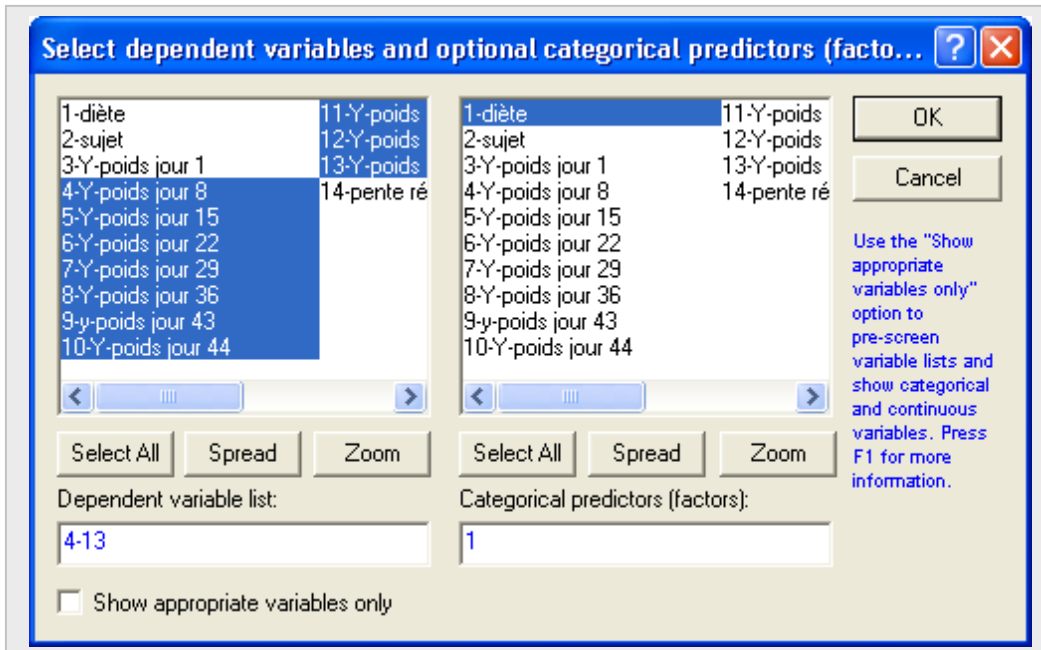 Select dependent variables and optional categorical predictors (facto...
1-diète
2-sujet
3-Y-poids jour 1
4-Y-poids jour 8
5-Y-poids jour 15
6-Y-poids jour 22
7-Y-poids jour 29
8-Y-poids jour 36
9-y-poids jour 43
10-Y-poids jour 44
11-Y-poids
12-Y-poids
13-Y-poids
14-pente ré
Select All
Spread
Zoom
Dependent variable list:
4-13
Show appropriate variables only
1-diète
2-sujet
3-Y-poids jour 1
4-Y-poids jour 8
5-Y-poids jour 15
6-Y-poids jour 22
7-Y-poids jour 29
8-Y-poids jour 36
9-y-poids jour 43
10-Y-poids jour 44
11-Y-poids
12-Y-poids
13-Y-poids
14-pente ré
Select All
Spread
Zoom
Categorical predictors (factors):
1
OK
Cancel
Use the "Show
appropriate
variables only"
option to
pre-screen
variable lists and
show categorical
and continuous
variables. Press
F1 for more
information.